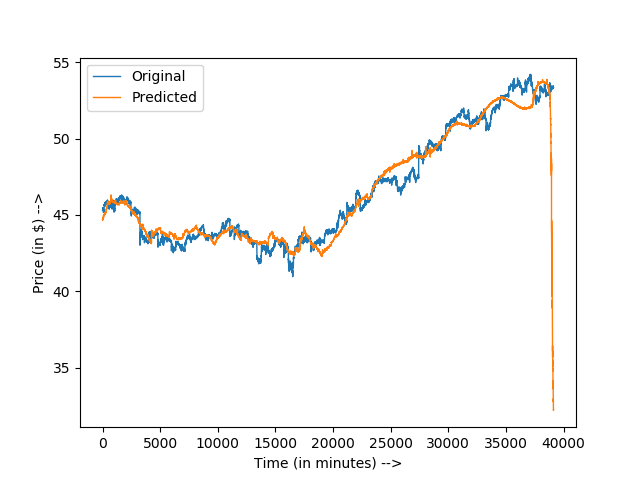 Original
Predicted
55
50
45
40
35
Price (in $) -->
0 5000 10000 15000 20000 25000 30000 35000 40000
Time (in minutes) -->